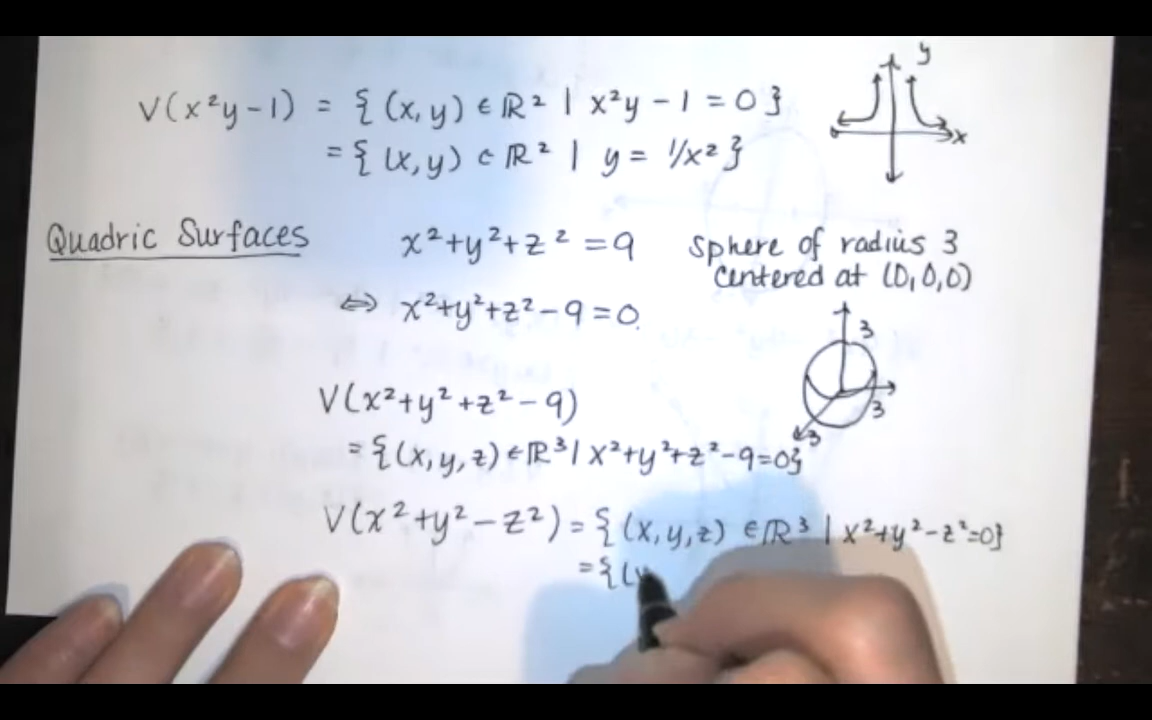 V(x²y-1) = { (x,y) ∈ ℝ² | x²y - 1 = 0 }
= { (x,y) ∈ ℝ² | y = 1/x² }
y
x
Quadric Surfaces
x²+y²+z² = 9
Sphere of radius 3
centered at (0,0,0)
⇔ x²+y²+z²-9=0.
3
3
3
V(x²+y²+z²-9)
= {(x,y,z) ∈ ℝ³ | x²+y²+z²-9=0}
V(x²+y²-z²) = { (x,y,z) ∈ ℝ³ | x²+y²-z²=0}
= { (x